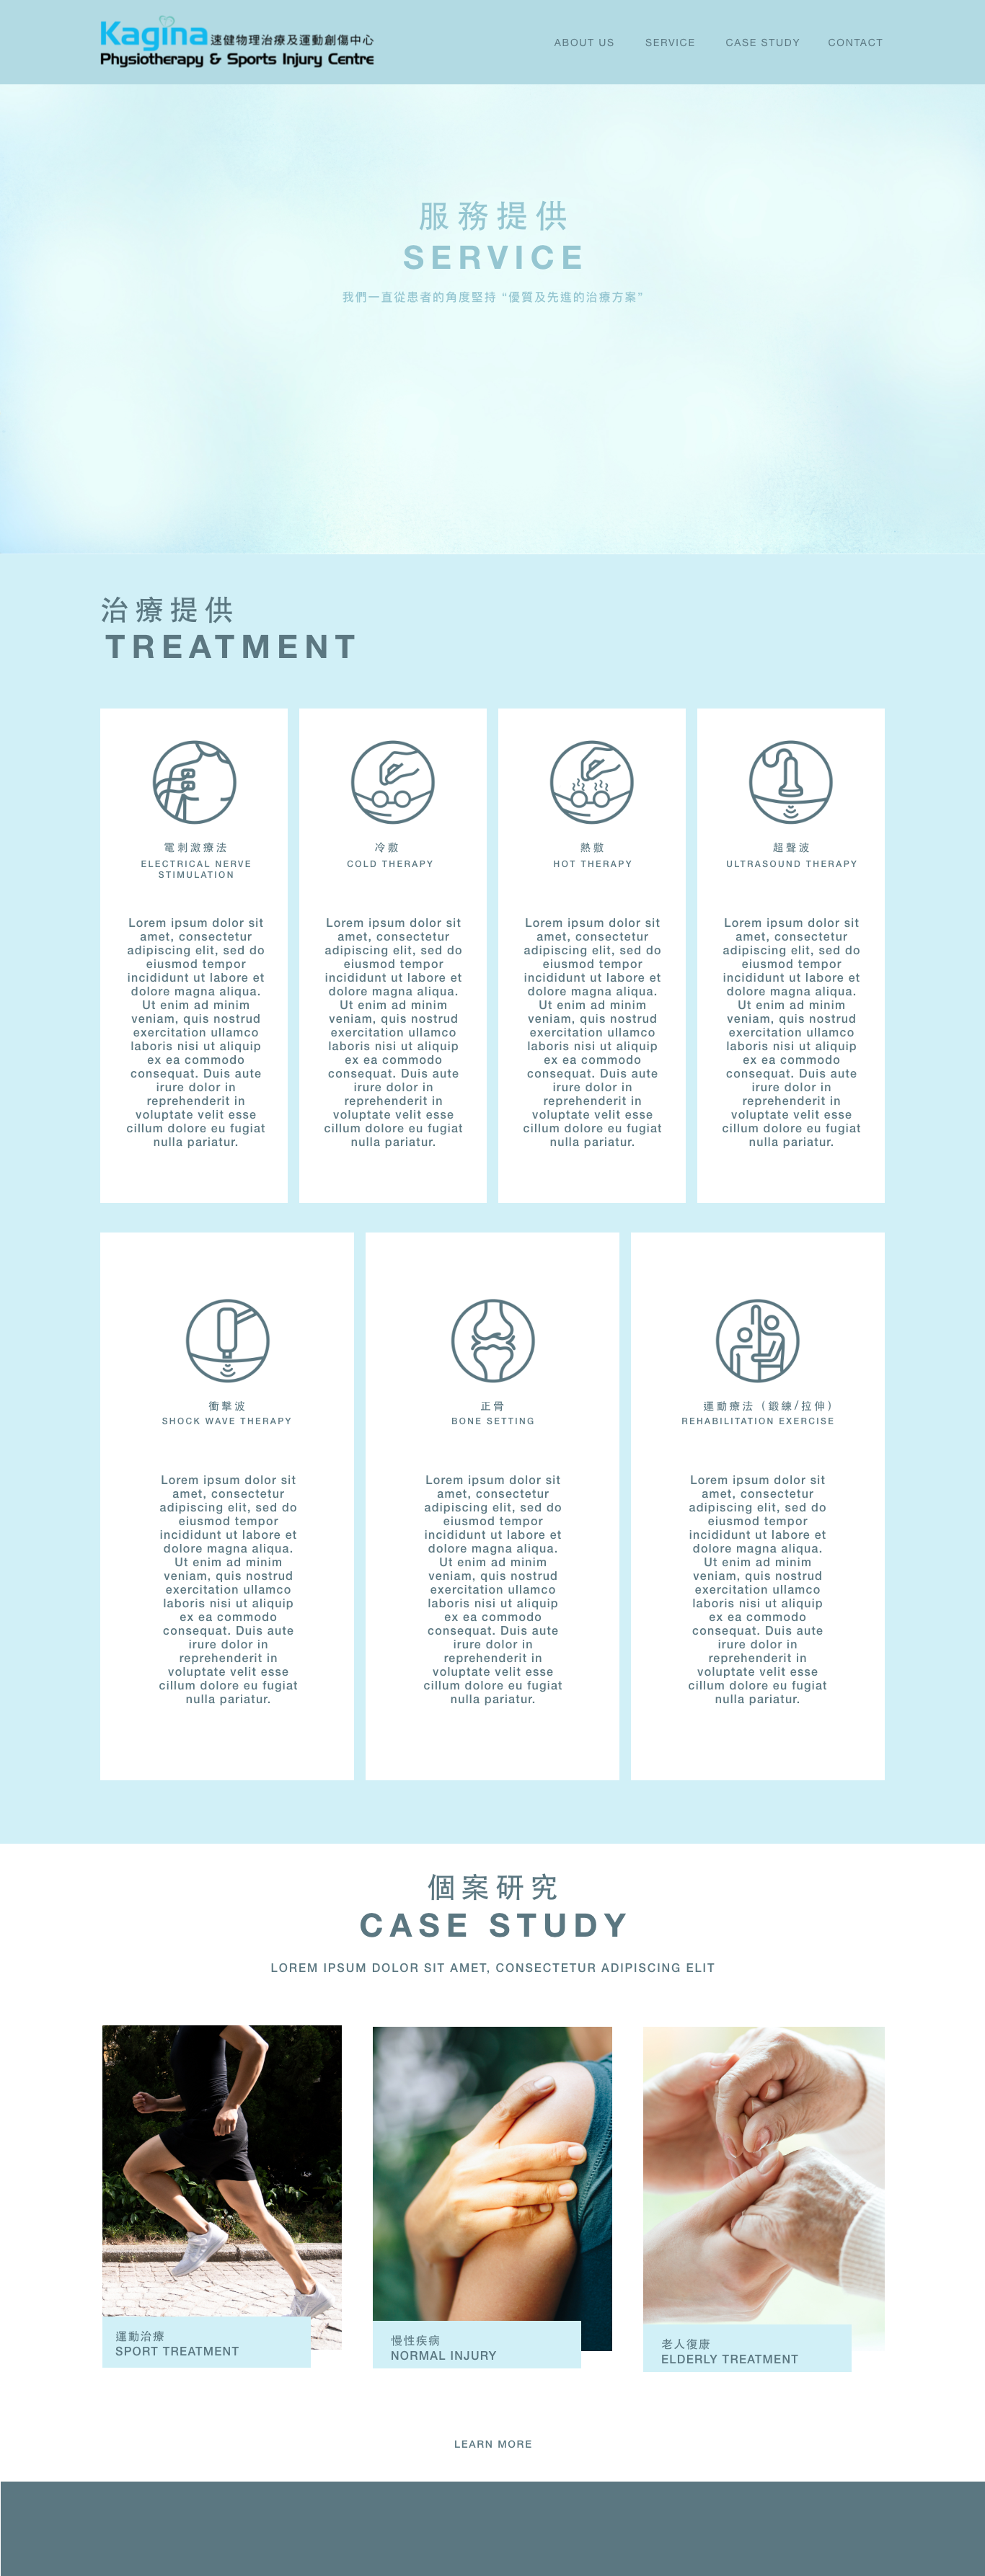 Kagina 速健物理治療及運動創傷中心
Physiotherapy & Sports Injury Centre
ABOUT US SERVICE CASE STUDY CONTACT
服務提供
SERVICE
我們一直從患者的角度堅持 “優質及先進的治療方案”
治療提供
TREATMENT
電刺激療法
ELECTRICAL NERVE
STIMULATION
Lorem ipsum dolor sit
amet, consectetur
adipiscing elit, sed do
eiusmod tempor
incididunt ut labore et
dolore magna aliqua.
Ut enim ad minim
veniam, quis nostrud
exercitation ullamco
laboris nisi ut aliquip
ex ea commodo
consequat. Duis aute
irure dolor in
reprehenderit in
voluptate velit esse
cillum dolore eu fugiat
nulla pariatur.
冷敷
COLD THERAPY
Lorem ipsum dolor sit
amet, consectetur
adipiscing elit, sed do
eiusmod tempor
incididunt ut labore et
dolore magna aliqua.
Ut enim ad minim
veniam, quis nostrud
exercitation ullamco
laboris nisi ut aliquip
ex ea commodo
consequat. Duis aute
irure dolor in
reprehenderit in
voluptate velit esse
cillum dolore eu fugiat
nulla pariatur.
熱敷
HOT THERAPY
Lorem ipsum dolor sit
amet, consectetur
adipiscing elit, sed do
eiusmod tempor
incididunt ut labore et
dolore magna aliqua.
Ut enim ad minim
veniam, quis nostrud
exercitation ullamco
laboris nisi ut aliquip
ex ea commodo
consequat. Duis aute
irure dolor in
reprehenderit in
voluptate velit esse
cillum dolore eu fugiat
nulla pariatur.
超聲波
ULTRASOUND THERAPY
Lorem ipsum dolor sit
amet, consectetur
adipiscing elit, sed do
eiusmod tempor
incididunt ut labore et
dolore magna aliqua.
Ut enim ad minim
veniam, quis nostrud
exercitation ullamco
laboris nisi ut aliquip
ex ea commodo
consequat. Duis aute
irure dolor in
reprehenderit in
voluptate velit esse
cillum dolore eu fugiat
nulla pariatur.
衝擊波
SHOCK WAVE THERAPY
Lorem ipsum dolor sit
amet, consectetur
adipiscing elit, sed do
eiusmod tempor
incididunt ut labore et
dolore magna aliqua.
Ut enim ad minim
veniam, quis nostrud
exercitation ullamco
laboris nisi ut aliquip
ex ea commodo
consequat. Duis aute
irure dolor in
reprehenderit in
voluptate velit esse
cillum dolore eu fugiat
nulla pariatur.
正骨
BONE SETTING
Lorem ipsum dolor sit
amet, consectetur
adipiscing elit, sed do
eiusmod tempor
incididunt ut labore et
dolore magna aliqua.
Ut enim ad minim
veniam, quis nostrud
exercitation ullamco
laboris nisi ut aliquip
ex ea commodo
consequat. Duis aute
irure dolor in
reprehenderit in
voluptate velit esse
cillum dolore eu fugiat
nulla pariatur.
運動療法 (鍛練/拉伸)
REHABILITATION EXERCISE
Lorem ipsum dolor sit
amet, consectetur
adipiscing elit, sed do
eiusmod tempor
incididunt ut labore et
dolore magna aliqua.
Ut enim ad minim
veniam, quis nostrud
exercitation ullamco
laboris nisi ut aliquip
ex ea commodo
consequat. Duis aute
irure dolor in
reprehenderit in
voluptate velit esse
cillum dolore eu fugiat
nulla pariatur.
個案研究
CASE STUDY
LOREM IPSUM DOLOR SIT AMET, CONSECTETUR ADIPISCING ELIT
運動治療
SPORT TREATMENT
慢性疾病
NORMAL INJURY
老人復康
ELDERLY TREATMENT
LEARN MORE